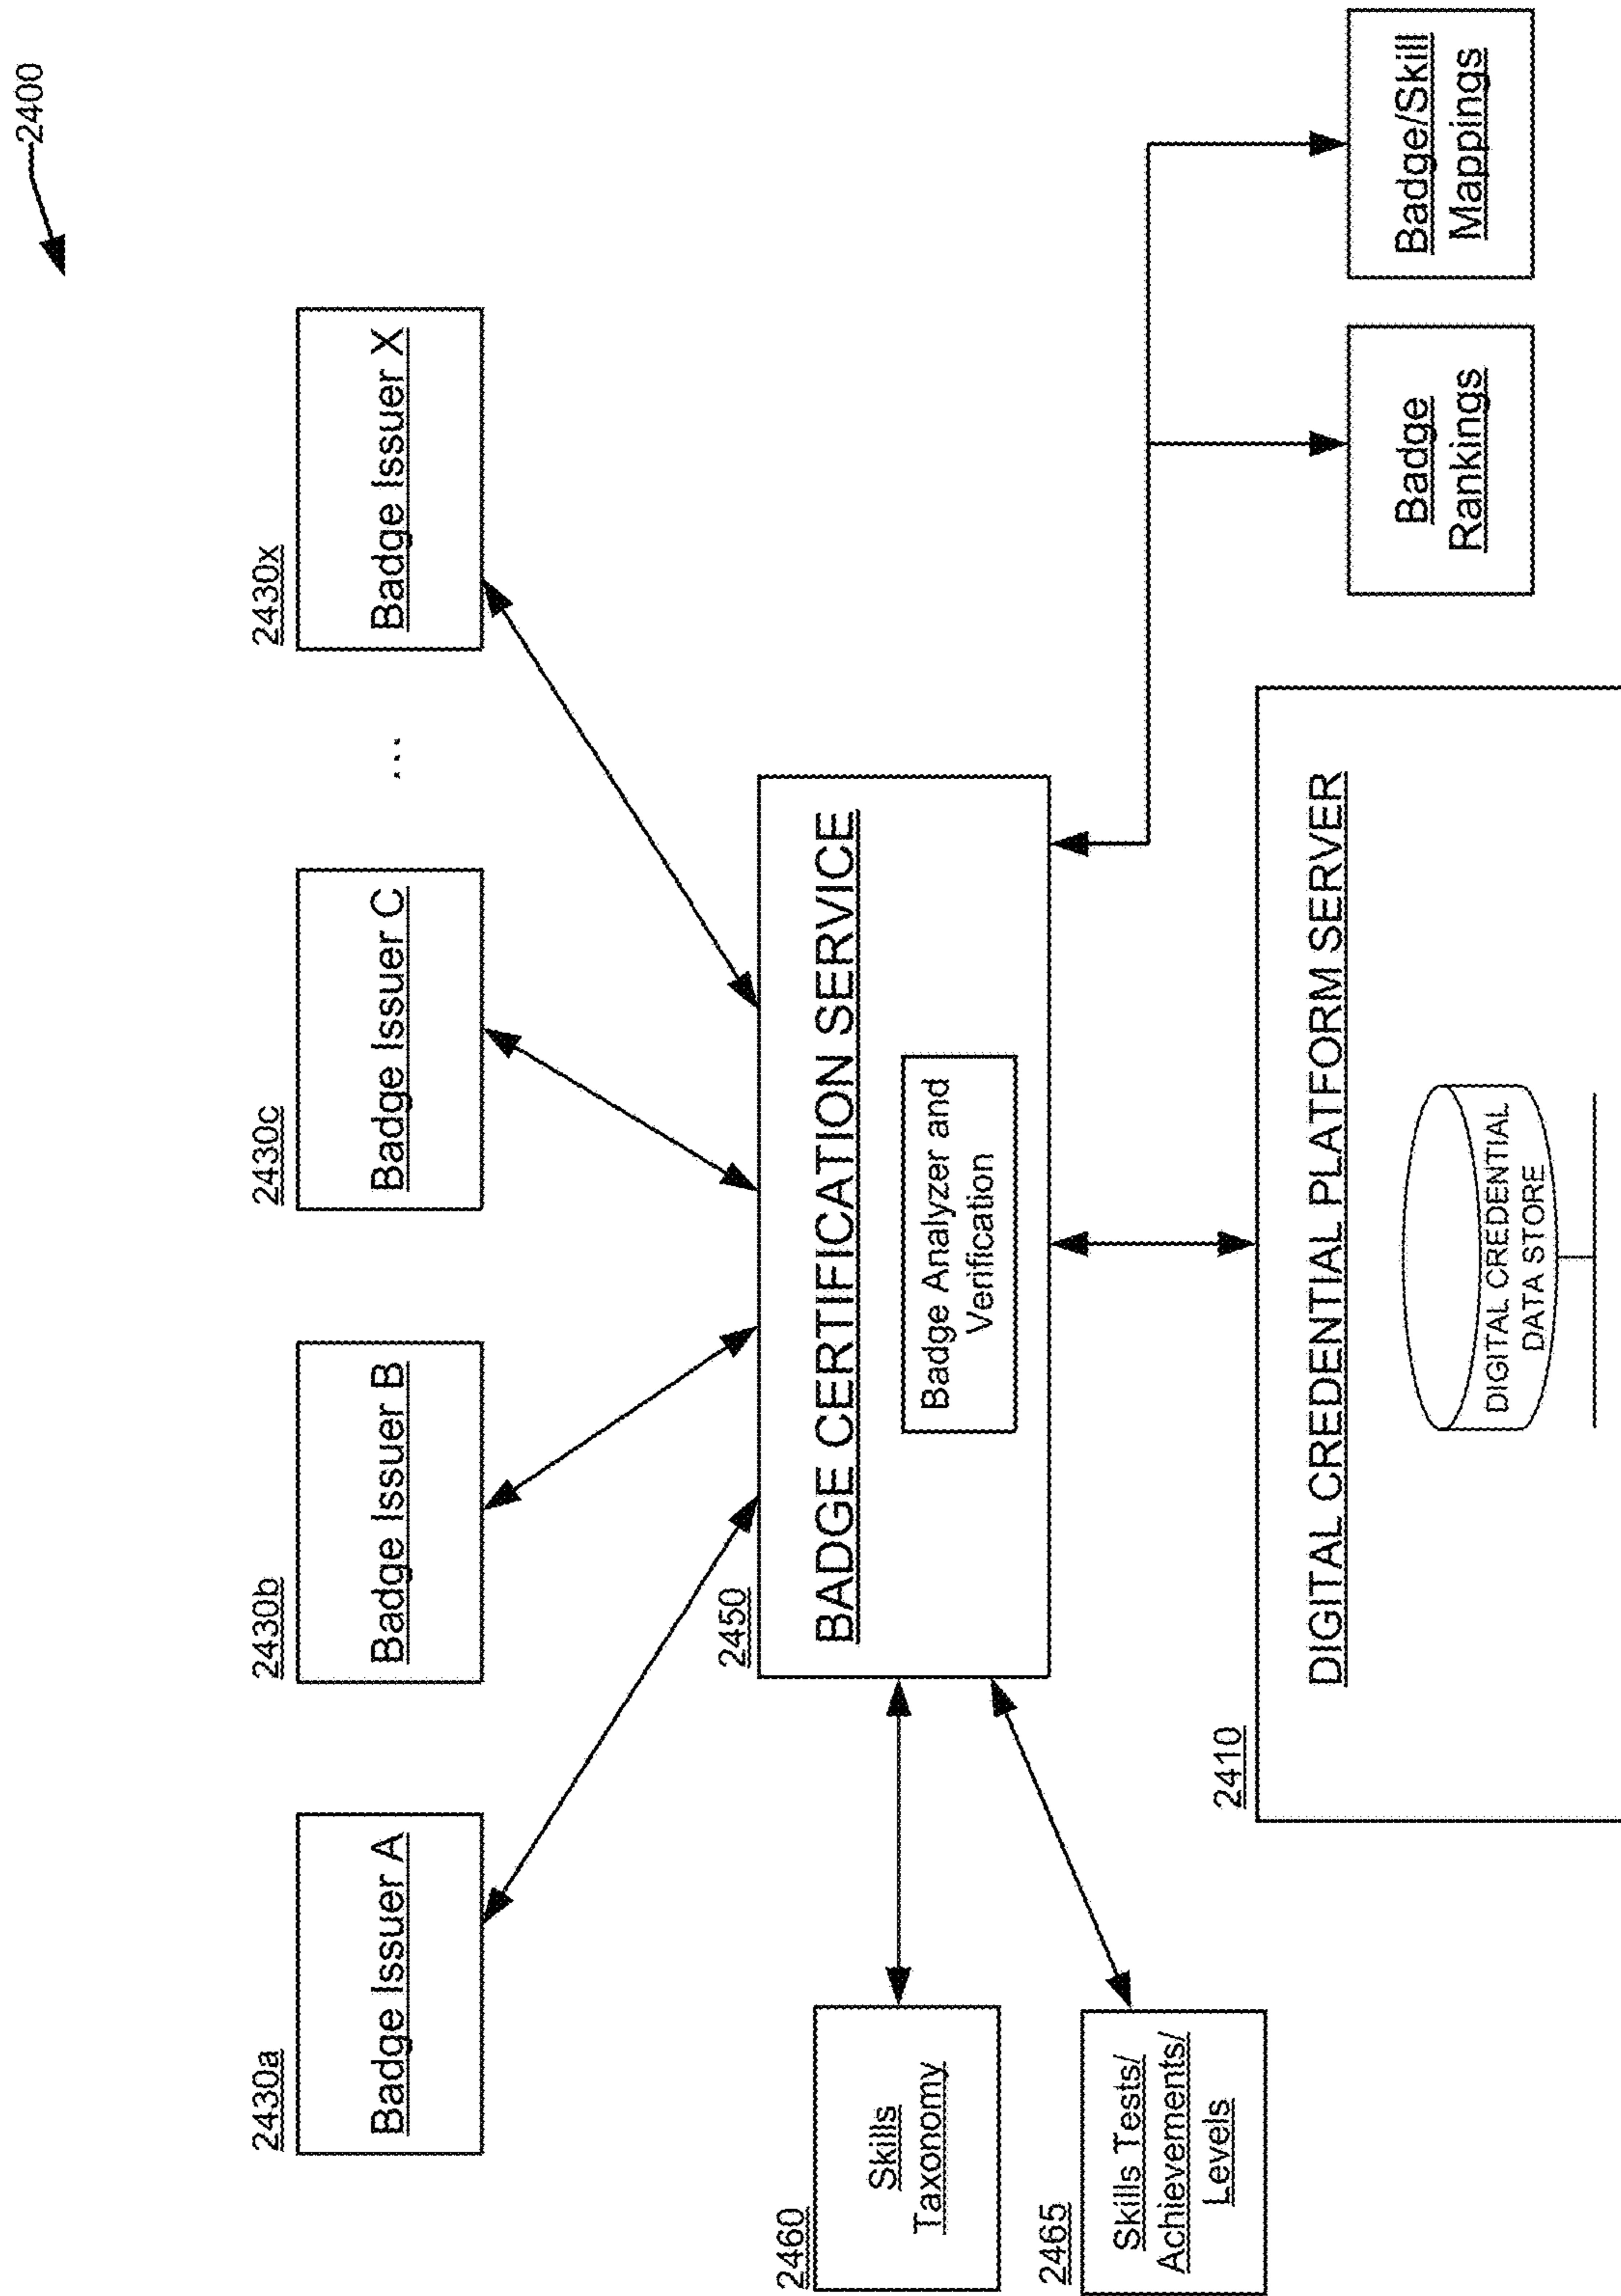 2400
2430a
Badge Issuer A
2430b
Badge Issuer B
2430c
Badge Issuer C
...
2430x
Badge Issuer X
2450
BADGE CERTIFICATION SERVICE
Badge Analyzer and
Verification
2460
Skills
Taxonomy
2465
Skills Tests/
Achievements/
Levels
2410
DIGITAL CREDENTIAL PLATFORM SERVER
DIGITAL CREDENTIAL
DATA STORE
Badge
Rankings
Badge/Skill
Mappings